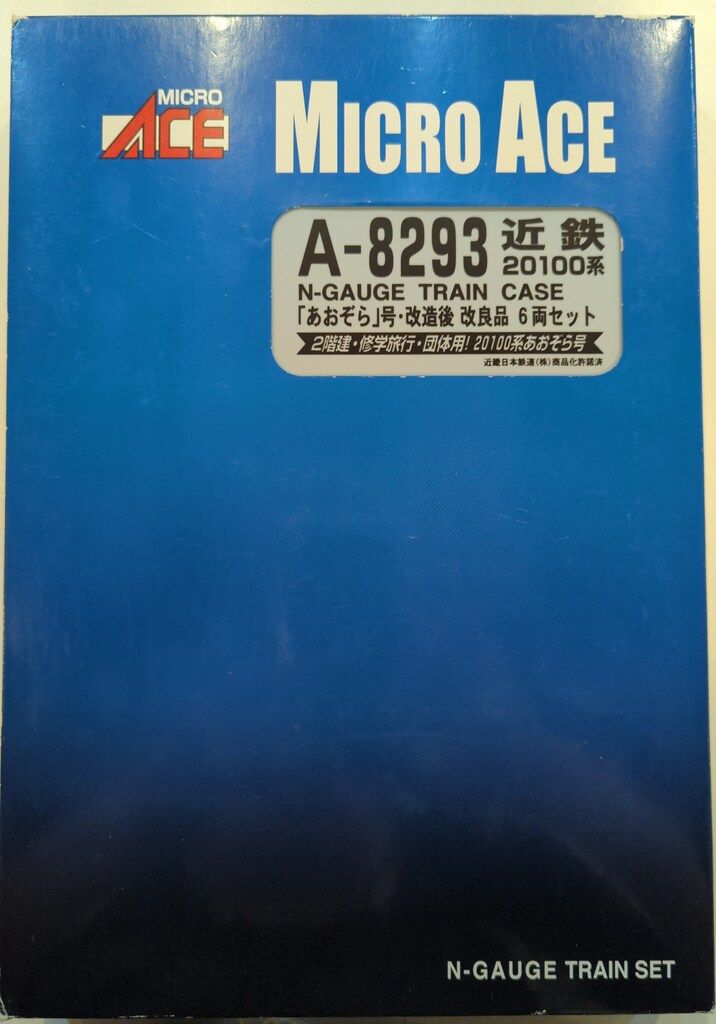 MICRO
ACE
MICRO ACE
A-8293 近鉄
20100系
N-GAUGE TRAIN CASE
「あおぞら」号・改造後 改良品 6両セット
2階建・修学旅行・団体用! 20100系あおぞら号
近畿日本鉄道(株)商品化許諾済
N-GAUGE TRAIN SET